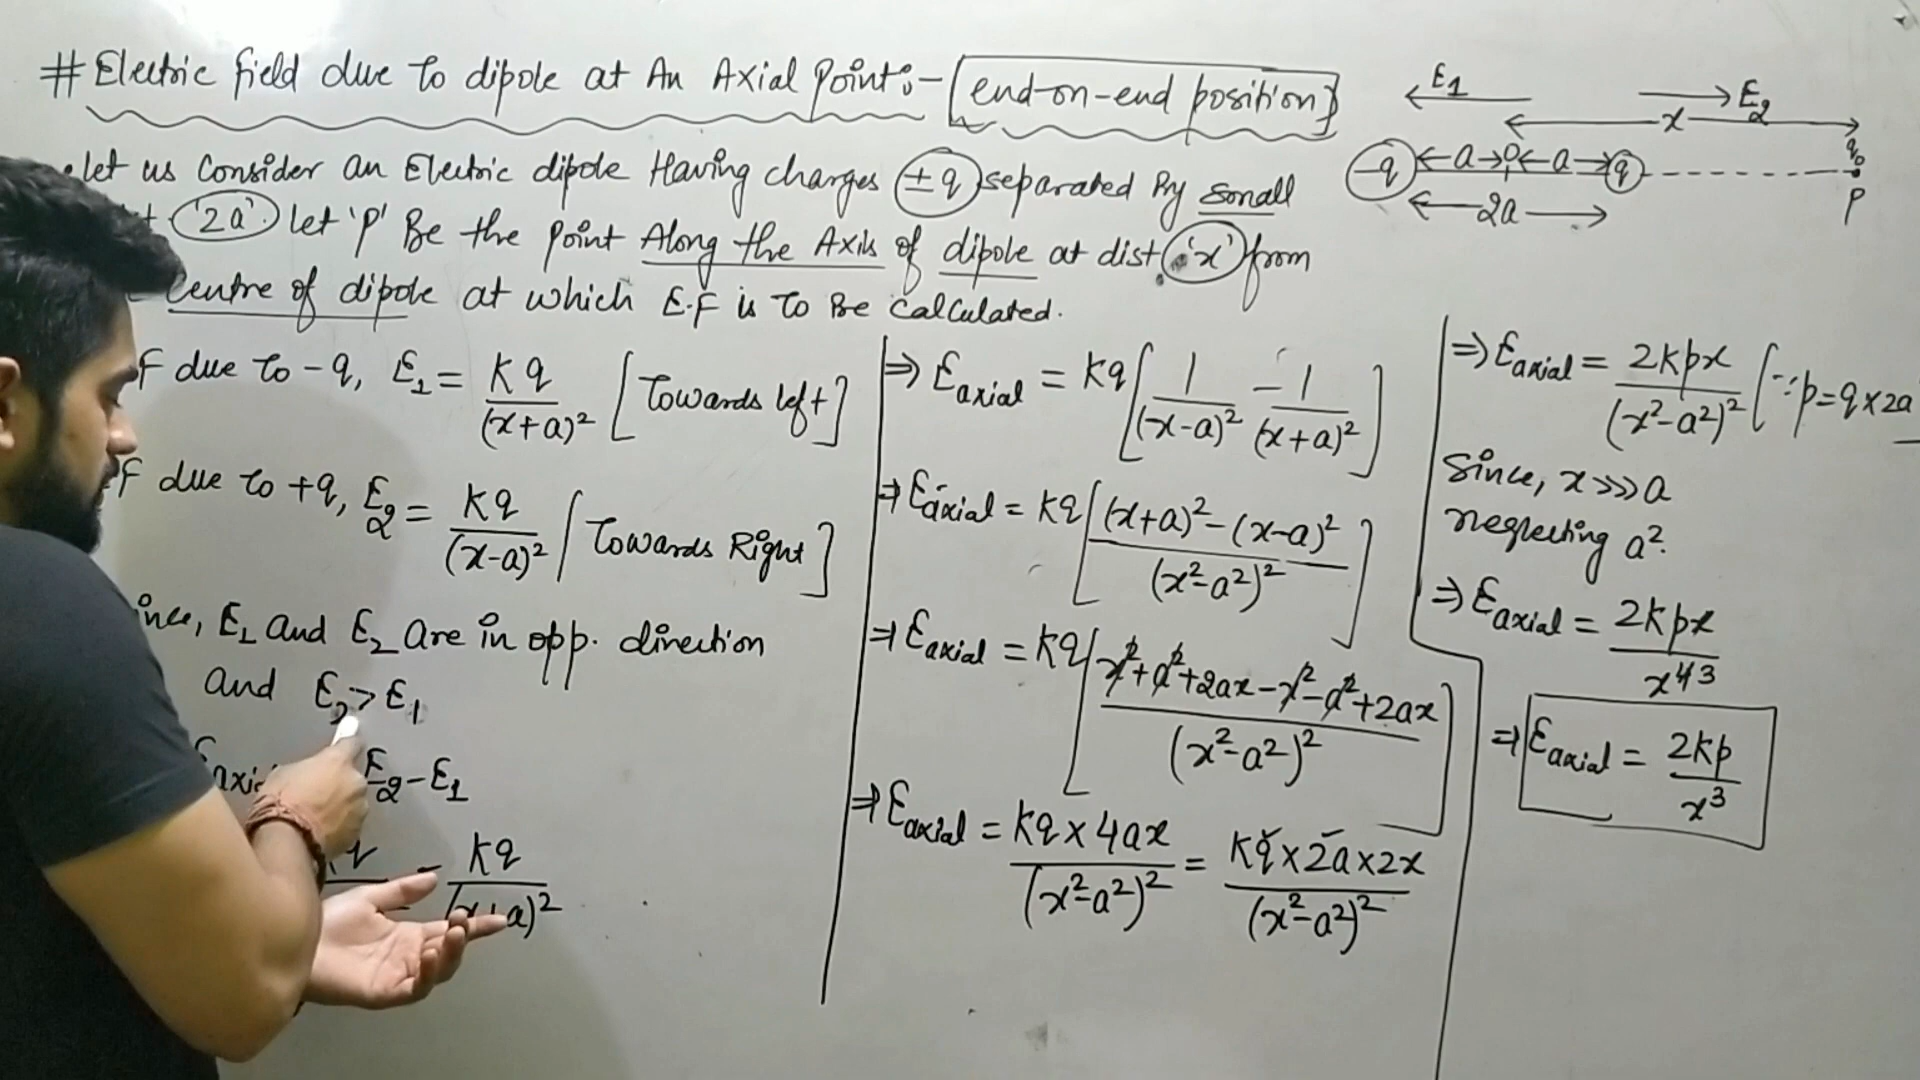 # Electric field due to dipole at An Axial Point:- [end-on-end position]
let us Consider an Electric dipole Having charges ±q separated By small
'2a' let 'p' Be the point Along the Axis of dipole at dist. 'x' from
Centre of dipole at which E.F is to Be Calculated.
F due to -q, E₁ = Kq/(x+a)² [Towards left]
F due to +q, E₂ = Kq/(x-a)² [Towards Right]
E₁ and E₂ are in opp. direction
and E₂ > E₁
E₂ - E₁
- Kq/(x+a)²
⇒ Eaxial = Kq[1/(x-a)² - 1/(x+a)²]
⇒ Eaxial = Kq[((x+a)² - (x-a)²)/(x²-a²)²]
⇒ Eaxial = Kq[(x²+a²+2ax-x²-a²+2ax)/(x²-a²)²]
⇒ Eaxial = Kq×4ax/(x²-a²)² = Kq×2a×2x/(x²-a²)²
E₁
E₂
x
-q a o a q q₀
2a P
⇒ Eaxial = 2kpx/(x²-a²)² [∵ p = q×2a
Since, x>>>a
neglecting a².
⇒ Eaxial = 2kpx/x⁴³
⇒ Eaxial = 2kp/x³